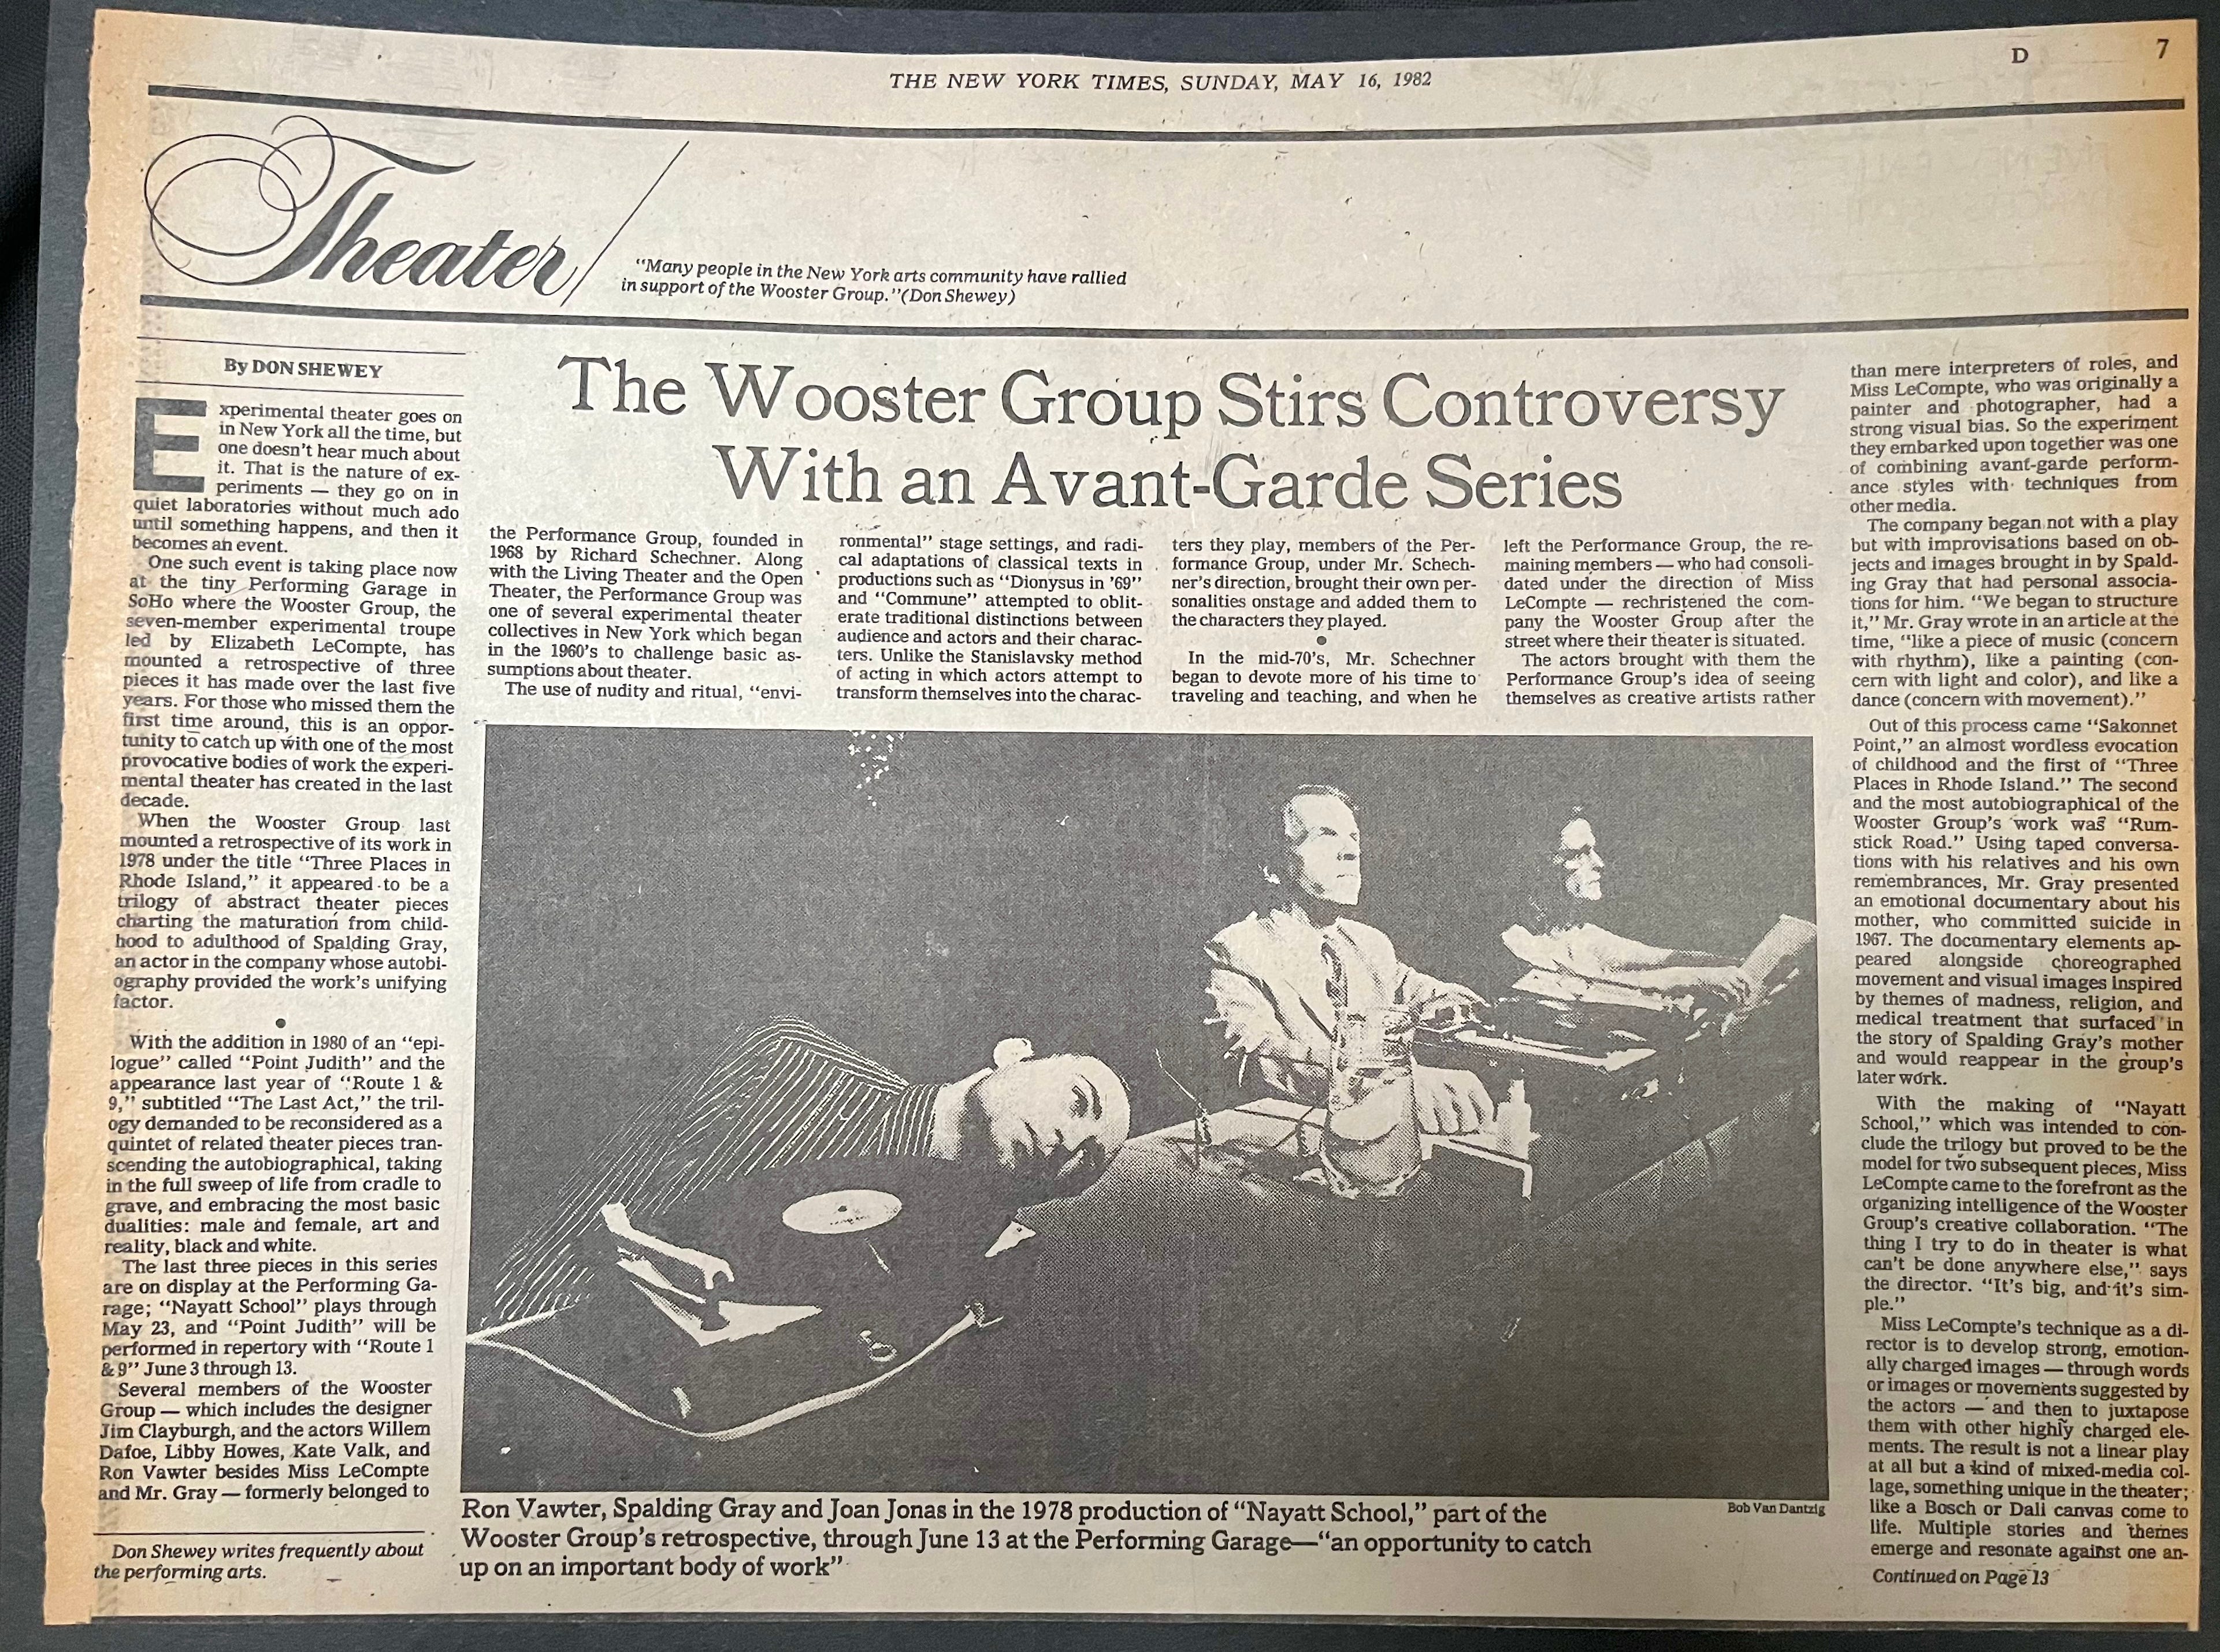 THE NEW YORK TIMES, SUNDAY, MAY 16, 1982
D 7
Theater/
"Many people in the New York arts community have rallied
in support of the Wooster Group." (Don Shewey)
The Wooster Group Stirs Controversy
With an Avant-Garde Series
By DON SHEWEY
Experimental theater goes on
in New York all the time, but
one doesn't hear much about
it. That is the nature of ex-
periments — they go on in
quiet laboratories without much ado
until something happens, and then it
becomes an event.
One such event is taking place now
at the tiny Performing Garage in
SoHo where the Wooster Group, the
seven-member experimental troupe
led by Elizabeth LeCompte, has
mounted a retrospective of three
pieces it has made over the last five
years. For those who missed them the
first time around, this is an oppor-
tunity to catch up with one of the most
provocative bodies of work the experi-
mental theater has created in the last
decade.
When the Wooster Group last
mounted a retrospective of its work in
1978 under the title "Three Places in
Rhode Island," it appeared to be a
trilogy of abstract theater pieces
charting the maturation from child-
hood to adulthood of Spalding Gray,
an actor in the company whose autobi-
ography provided the work's unifying
factor.
●
With the addition in 1980 of an "epi-
logue" called "Point Judith" and the
appearance last year of "Route 1 &
9," subtitled "The Last Act," the tril-
ogy demanded to be reconsidered as a
quintet of related theater pieces tran-
scending the autobiographical, taking
in the full sweep of life from cradle to
grave, and embracing the most basic
dualities: male and female, art and
reality, black and white.
The last three pieces in this series
are on display at the Performing Ga-
rage; "Nayatt School" plays through
May 23, and "Point Judith" will be
performed in repertory with "Route 1
& 9" June 3 through 13.
Several members of the Wooster
Group — which includes the designer
Jim Clayburgh, and the actors Willem
Dafoe, Libby Howes, Kate Valk, and
Ron Vawter besides Miss LeCompte
and Mr. Gray — formerly belonged to
Don Shewey writes frequently about
the performing arts.
the Performance Group, founded in
1968 by Richard Schechner. Along
with the Living Theater and the Open
Theater, the Performance Group was
one of several experimental theater
collectives in New York which began
in the 1960's to challenge basic as-
sumptions about theater.
The use of nudity and ritual, "envi-
ronmental" stage settings, and radi-
cal adaptations of classical texts in
productions such as "Dionysus in '69"
and "Commune" attempted to oblit-
erate traditional distinctions between
audience and actors and their charac-
ters. Unlike the Stanislavsky method
of acting in which actors attempt to
transform themselves into the charac-
ters they play, members of the Per-
formance Group, under Mr. Schech-
ner's direction, brought their own per-
sonalities onstage and added them to
the characters they played.
●
In the mid-70's, Mr. Schechner
began to devote more of his time to
traveling and teaching, and when he
left the Performance Group, the re-
maining members — who had consoli-
dated under the direction of Miss
LeCompte — rechristened the com-
pany the Wooster Group after the
street where their theater is situated.
The actors brought with them the
Performance Group's idea of seeing
themselves as creative artists rather
than mere interpreters of roles, and
Miss LeCompte, who was originally a
painter and photographer, had a
strong visual bias. So the experiment
they embarked upon together was one
of combining avant-garde perform-
ance styles with techniques from
other media.
The company began not with a play
but with improvisations based on ob-
jects and images brought in by Spald-
ing Gray that had personal associa-
tions for him. "We began to structure
it," Mr. Gray wrote in an article at the
time, "like a piece of music (concern
with rhythm), like a painting (con-
cern with light and color), and like a
dance (concern with movement)."
Out of this process came "Sakonnet
Point," an almost wordless evocation
of childhood and the first of "Three
Places in Rhode Island." The second
and the most autobiographical of the
Wooster Group's work was "Rum-
stick Road." Using taped conversa-
tions with his relatives and his own
remembrances, Mr. Gray presented
an emotional documentary about his
mother, who committed suicide in
1967. The documentary elements ap-
peared alongside choreographed
movement and visual images inspired
by themes of madness, religion, and
medical treatment that surfaced in
the story of Spalding Gray's mother
and would reappear in the group's
later work.
With the making of "Nayatt
School," which was intended to con-
clude the trilogy but proved to be the
model for two subsequent pieces, Miss
LeCompte came to the forefront as the
organizing intelligence of the Wooster
Group's creative collaboration. "The
thing I try to do in theater is what
can't be done anywhere else," says
the director. "It's big, and it's sim-
ple."
Miss LeCompte's technique as a di-
rector is to develop strong, emotion-
ally charged images — through words
or images or movements suggested by
the actors — and then to juxtapose
them with other highly charged ele-
ments. The result is not a linear play
at all but a kind of mixed-media col-
lage, something unique in the theater;
like a Bosch or Dali canvas come to
life. Multiple stories and themes
emerge and resonate against one an-
Continued on Page 13
Bob Van Dantzig
Ron Vawter, Spalding Gray and Joan Jonas in the 1978 production of "Nayatt School," part of the
Wooster Group's retrospective, through June 13 at the Performing Garage—"an opportunity to catch
up on an important body of work"